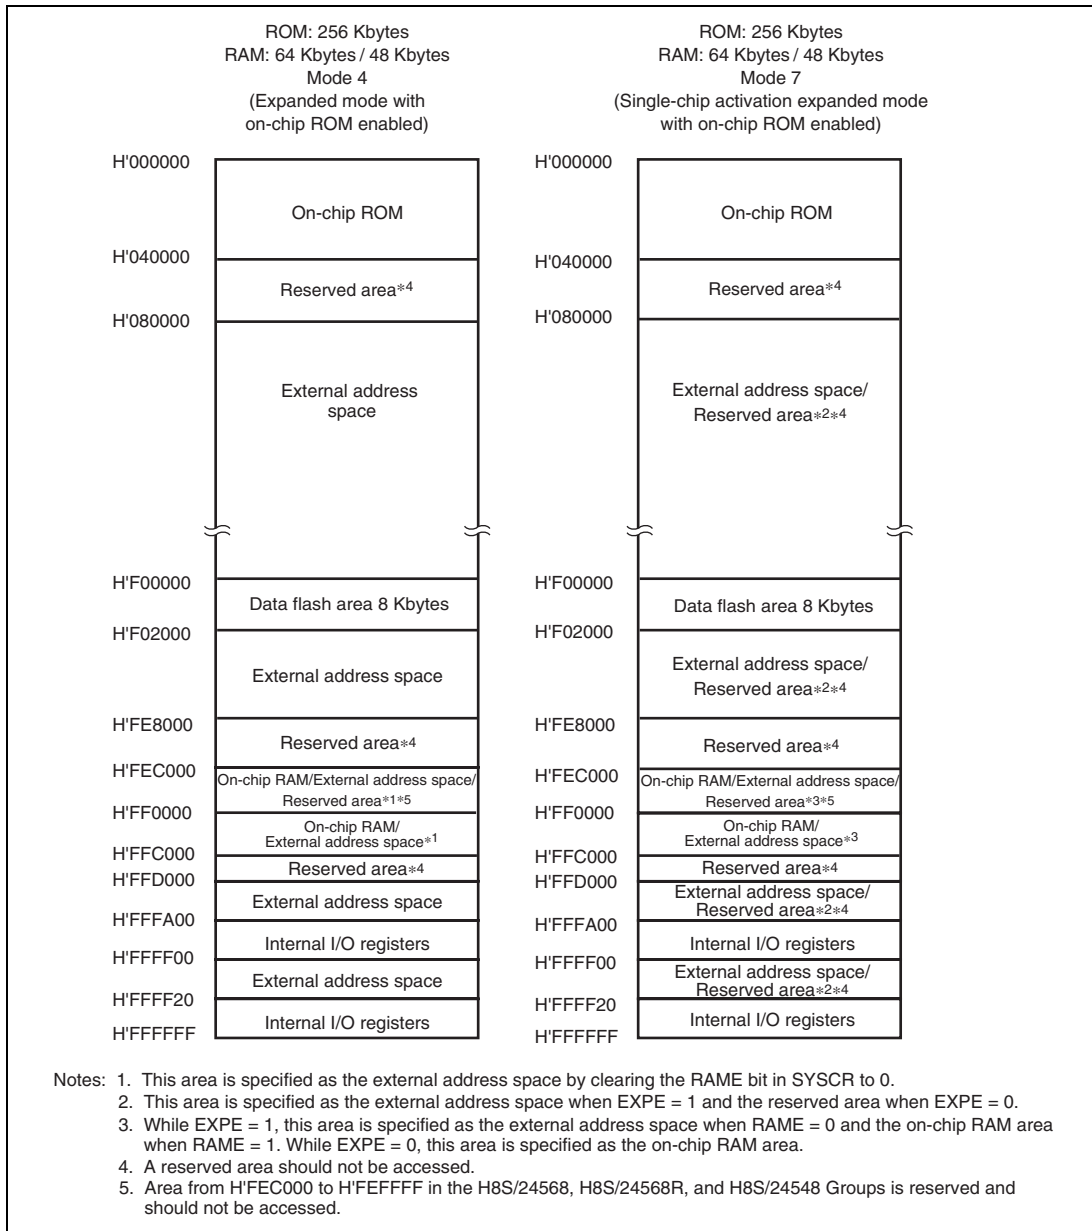 ROM: 256 Kbytes
RAM: 64 Kbytes / 48 Kbytes
Mode 4
(Expanded mode with
on-chip ROM enabled)
H'000000
On-chip ROM
H'040000
Reserved area*4
H'080000
External address
space
H'F00000
Data flash area 8 Kbytes
H'F02000
External address space
H'FE8000
Reserved area*4
H'FEC000
On-chip RAM/External address space/
Reserved area*1*5
H'FF0000
On-chip RAM/
External address space*1
H'FFC000
Reserved area*4
H'FFD000
External address space
H'FFFA00
Internal I/O registers
H'FFFF00
External address space
H'FFFF20
Internal I/O registers
H'FFFFFF
ROM: 256 Kbytes
RAM: 64 Kbytes / 48 Kbytes
Mode 7
(Single-chip activation expanded mode
with on-chip ROM enabled)
H'000000
On-chip ROM
H'040000
Reserved area*4
H'080000
External address space/
Reserved area*2*4
H'F00000
Data flash area 8 Kbytes
H'F02000
External address space/
Reserved area*2*4
H'FE8000
Reserved area*4
H'FEC000
On-chip RAM/External address space/
Reserved area*3*5
H'FF0000
On-chip RAM/
External address space*3
H'FFC000
Reserved area*4
H'FFD000
External address space/
Reserved area*2*4
H'FFFA00
Internal I/O registers
H'FFFF00
External address space/
Reserved area*2*4
H'FFFF20
Internal I/O registers
H'FFFFFF
Notes: 1. This area is specified as the external address space by clearing the RAME bit in SYSCR to 0.
2. This area is specified as the external address space when EXPE = 1 and the reserved area when EXPE = 0.
3. While EXPE = 1, this area is specified as the external address space when RAME = 0 and the on-chip RAM area
when RAME = 1. While EXPE = 0, this area is specified as the on-chip RAM area.
4. A reserved area should not be accessed.
5. Area from H'FEC000 to H'FEFFFF in the H8S/24568, H8S/24568R, and H8S/24548 Groups is reserved and
should not be accessed.